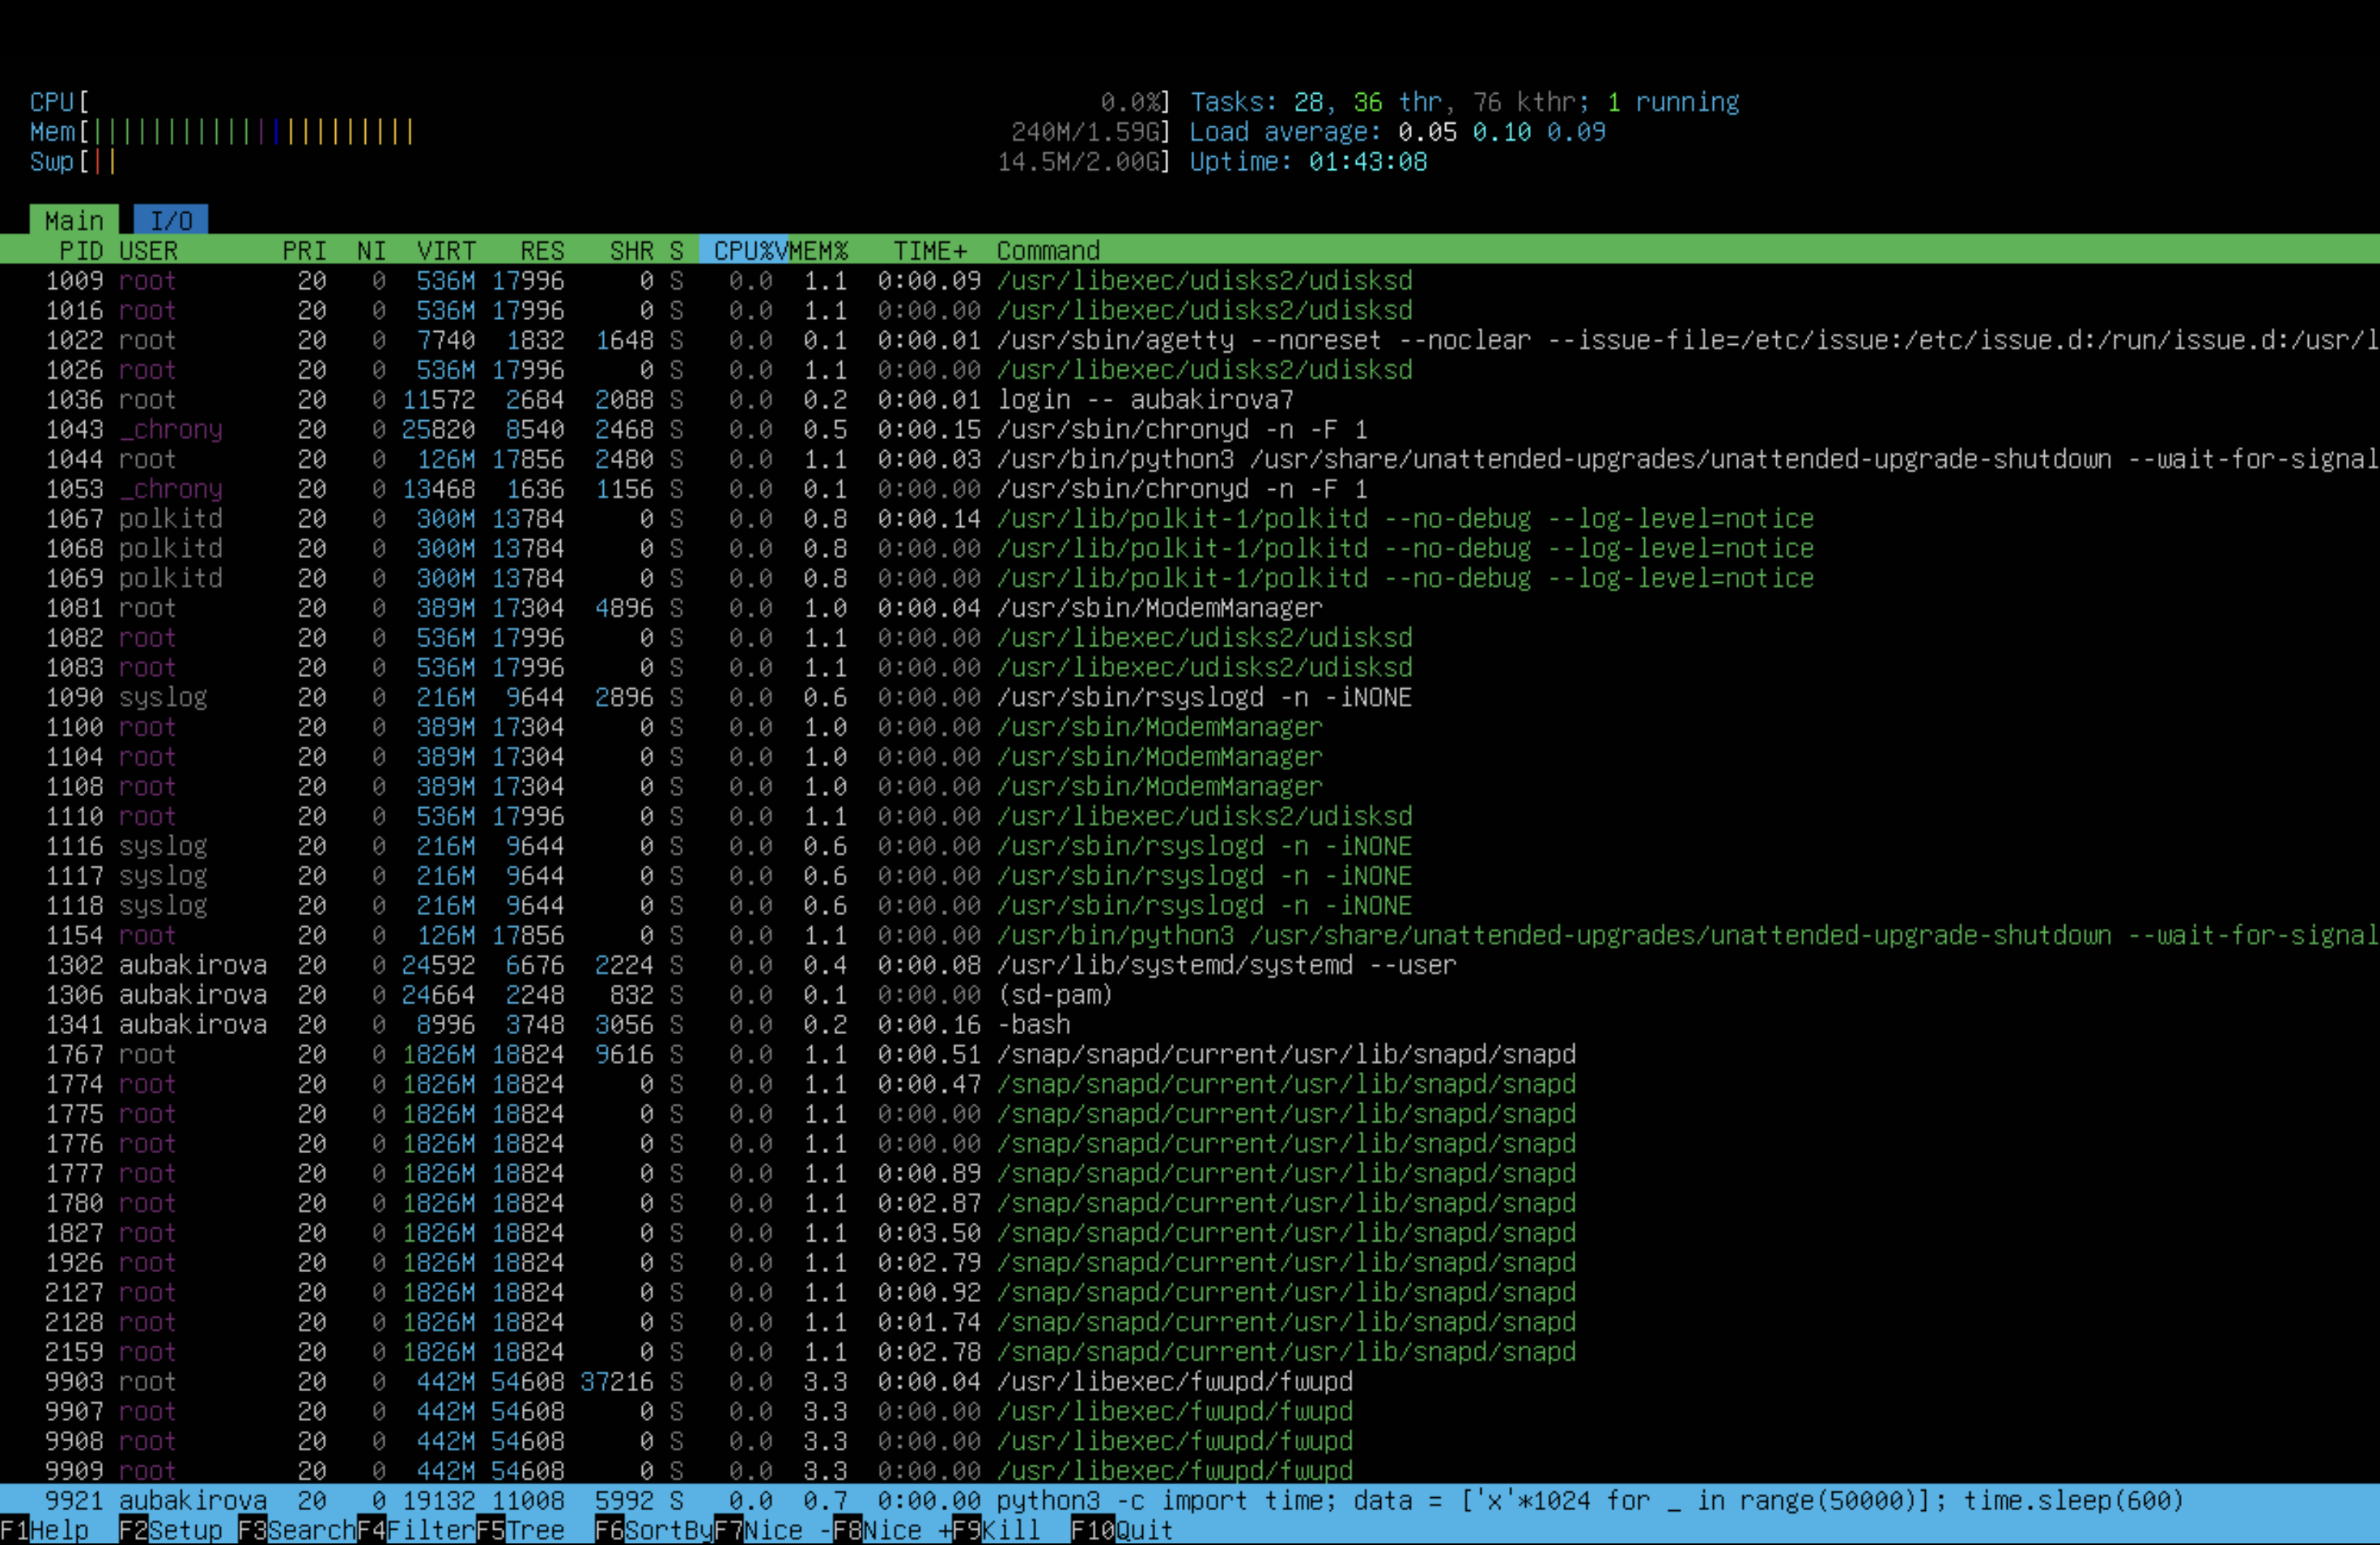 CPU[ 0.0%] Tasks: 28, 36 thr, 76 kthr; 1 running
Mem[||||||||||||||||||||||| 240M/1.59G] Load average: 0.05 0.10 0.09
Swp[|| 14.5M/2.00G] Uptime: 01:43:08
Main I/O
PID USER PRI NI VIRT RES SHR S CPU%▽MEM% TIME+ Command
1009 root 20 0 536M 17996 0 S 0.0 1.1 0:00.09 /usr/libexec/udisks2/udisksd
1016 root 20 0 536M 17996 0 S 0.0 1.1 0:00.00 /usr/libexec/udisks2/udisksd
1022 root 20 0 7740 1832 1648 S 0.0 0.1 0:00.01 /usr/sbin/agetty --noreset --noclear --issue-file=/etc/issue:/etc/issue.d:/run/issue.d:/usr/l
1026 root 20 0 536M 17996 0 S 0.0 1.1 0:00.00 /usr/libexec/udisks2/udisksd
1036 root 20 0 11572 2684 2088 S 0.0 0.2 0:00.01 login -- aubakirova7
1043 _chrony 20 0 25820 8540 2468 S 0.0 0.5 0:00.15 /usr/sbin/chronyd -n -F 1
1044 root 20 0 126M 17856 2480 S 0.0 1.1 0:00.03 /usr/bin/python3 /usr/share/unattended-upgrades/unattended-upgrade-shutdown --wait-for-signal
1053 _chrony 20 0 13468 1636 1156 S 0.0 0.1 0:00.00 /usr/sbin/chronyd -n -F 1
1067 polkitd 20 0 300M 13784 0 S 0.0 0.8 0:00.14 /usr/lib/polkit-1/polkitd --no-debug --log-level=notice
1068 polkitd 20 0 300M 13784 0 S 0.0 0.8 0:00.00 /usr/lib/polkit-1/polkitd --no-debug --log-level=notice
1069 polkitd 20 0 300M 13784 0 S 0.0 0.8 0:00.00 /usr/lib/polkit-1/polkitd --no-debug --log-level=notice
1081 root 20 0 389M 17304 4896 S 0.0 1.0 0:00.04 /usr/sbin/ModemManager
1082 root 20 0 536M 17996 0 S 0.0 1.1 0:00.00 /usr/libexec/udisks2/udisksd
1083 root 20 0 536M 17996 0 S 0.0 1.1 0:00.00 /usr/libexec/udisks2/udisksd
1090 syslog 20 0 216M 9644 2896 S 0.0 0.6 0:00.00 /usr/sbin/rsyslogd -n -iNONE
1100 root 20 0 389M 17304 0 S 0.0 1.0 0:00.00 /usr/sbin/ModemManager
1104 root 20 0 389M 17304 0 S 0.0 1.0 0:00.00 /usr/sbin/ModemManager
1108 root 20 0 389M 17304 0 S 0.0 1.0 0:00.00 /usr/sbin/ModemManager
1110 root 20 0 536M 17996 0 S 0.0 1.1 0:00.00 /usr/libexec/udisks2/udisksd
1116 syslog 20 0 216M 9644 0 S 0.0 0.6 0:00.00 /usr/sbin/rsyslogd -n -iNONE
1117 syslog 20 0 216M 9644 0 S 0.0 0.6 0:00.00 /usr/sbin/rsyslogd -n -iNONE
1118 syslog 20 0 216M 9644 0 S 0.0 0.6 0:00.00 /usr/sbin/rsyslogd -n -iNONE
1154 root 20 0 126M 17856 0 S 0.0 1.1 0:00.00 /usr/bin/python3 /usr/share/unattended-upgrades/unattended-upgrade-shutdown --wait-for-signal
1302 aubakirova 20 0 24592 6676 2224 S 0.0 0.4 0:00.08 /usr/lib/systemd/systemd --user
1306 aubakirova 20 0 24664 2248 832 S 0.0 0.1 0:00.00 (sd-pam)
1341 aubakirova 20 0 8996 3748 3056 S 0.0 0.2 0:00.16 -bash
1767 root 20 0 1826M 18824 9616 S 0.0 1.1 0:00.51 /snap/snapd/current/usr/lib/snapd/snapd
1774 root 20 0 1826M 18824 0 S 0.0 1.1 0:00.47 /snap/snapd/current/usr/lib/snapd/snapd
1775 root 20 0 1826M 18824 0 S 0.0 1.1 0:00.00 /snap/snapd/current/usr/lib/snapd/snapd
1776 root 20 0 1826M 18824 0 S 0.0 1.1 0:00.00 /snap/snapd/current/usr/lib/snapd/snapd
1777 root 20 0 1826M 18824 0 S 0.0 1.1 0:00.89 /snap/snapd/current/usr/lib/snapd/snapd
1780 root 20 0 1826M 18824 0 S 0.0 1.1 0:02.87 /snap/snapd/current/usr/lib/snapd/snapd
1827 root 20 0 1826M 18824 0 S 0.0 1.1 0:03.50 /snap/snapd/current/usr/lib/snapd/snapd
1926 root 20 0 1826M 18824 0 S 0.0 1.1 0:02.79 /snap/snapd/current/usr/lib/snapd/snapd
2127 root 20 0 1826M 18824 0 S 0.0 1.1 0:00.92 /snap/snapd/current/usr/lib/snapd/snapd
2128 root 20 0 1826M 18824 0 S 0.0 1.1 0:01.74 /snap/snapd/current/usr/lib/snapd/snapd
2159 root 20 0 1826M 18824 0 S 0.0 1.1 0:02.78 /snap/snapd/current/usr/lib/snapd/snapd
9903 root 20 0 442M 54608 37216 S 0.0 3.3 0:00.04 /usr/libexec/fwupd/fwupd
9907 root 20 0 442M 54608 0 S 0.0 3.3 0:00.00 /usr/libexec/fwupd/fwupd
9908 root 20 0 442M 54608 0 S 0.0 3.3 0:00.00 /usr/libexec/fwupd/fwupd
9909 root 20 0 442M 54608 0 S 0.0 3.3 0:00.00 /usr/libexec/fwupd/fwupd
9921 aubakirova 20 0 19132 11008 5992 S 0.0 0.7 0:00.00 python3 -c import time; data = ['x'*1024 for _ in range(50000)]; time.sleep(600)
F1Help F2Setup F3SearchF4FilterF5Tree F6SortByF7Nice -F8Nice +F9Kill F10Quit